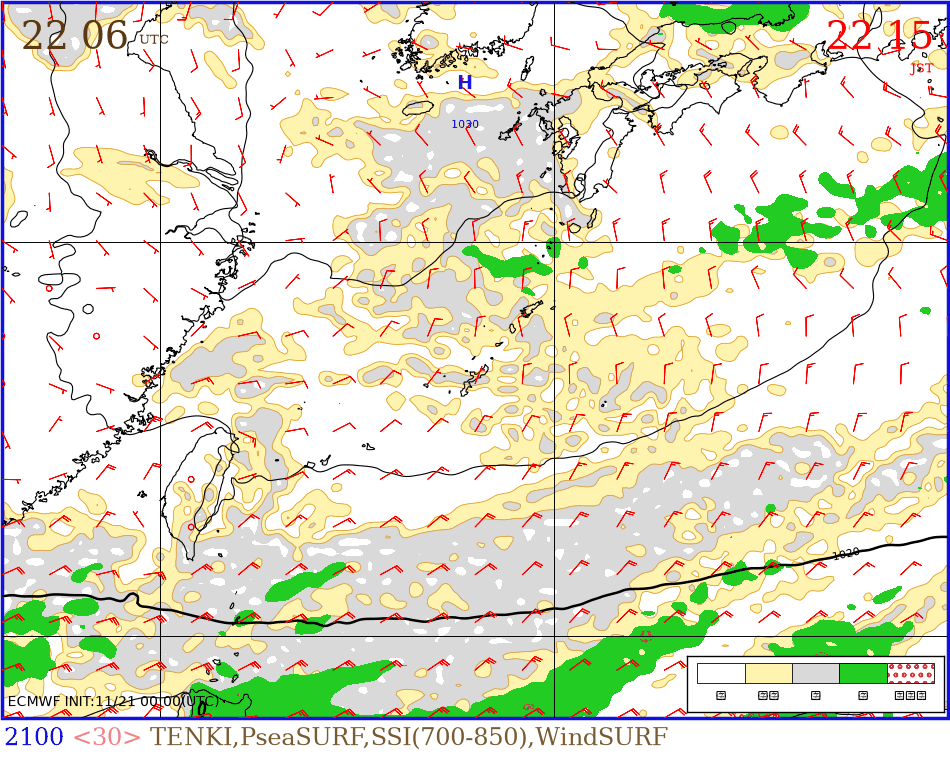 22 06 UTC
22 15 JST
H
1030
1020
ECMWF INIT:11/21 00:00(UTC)
2100 <30> TENKI,PseaSURF,SSI(700-850),WindSURF